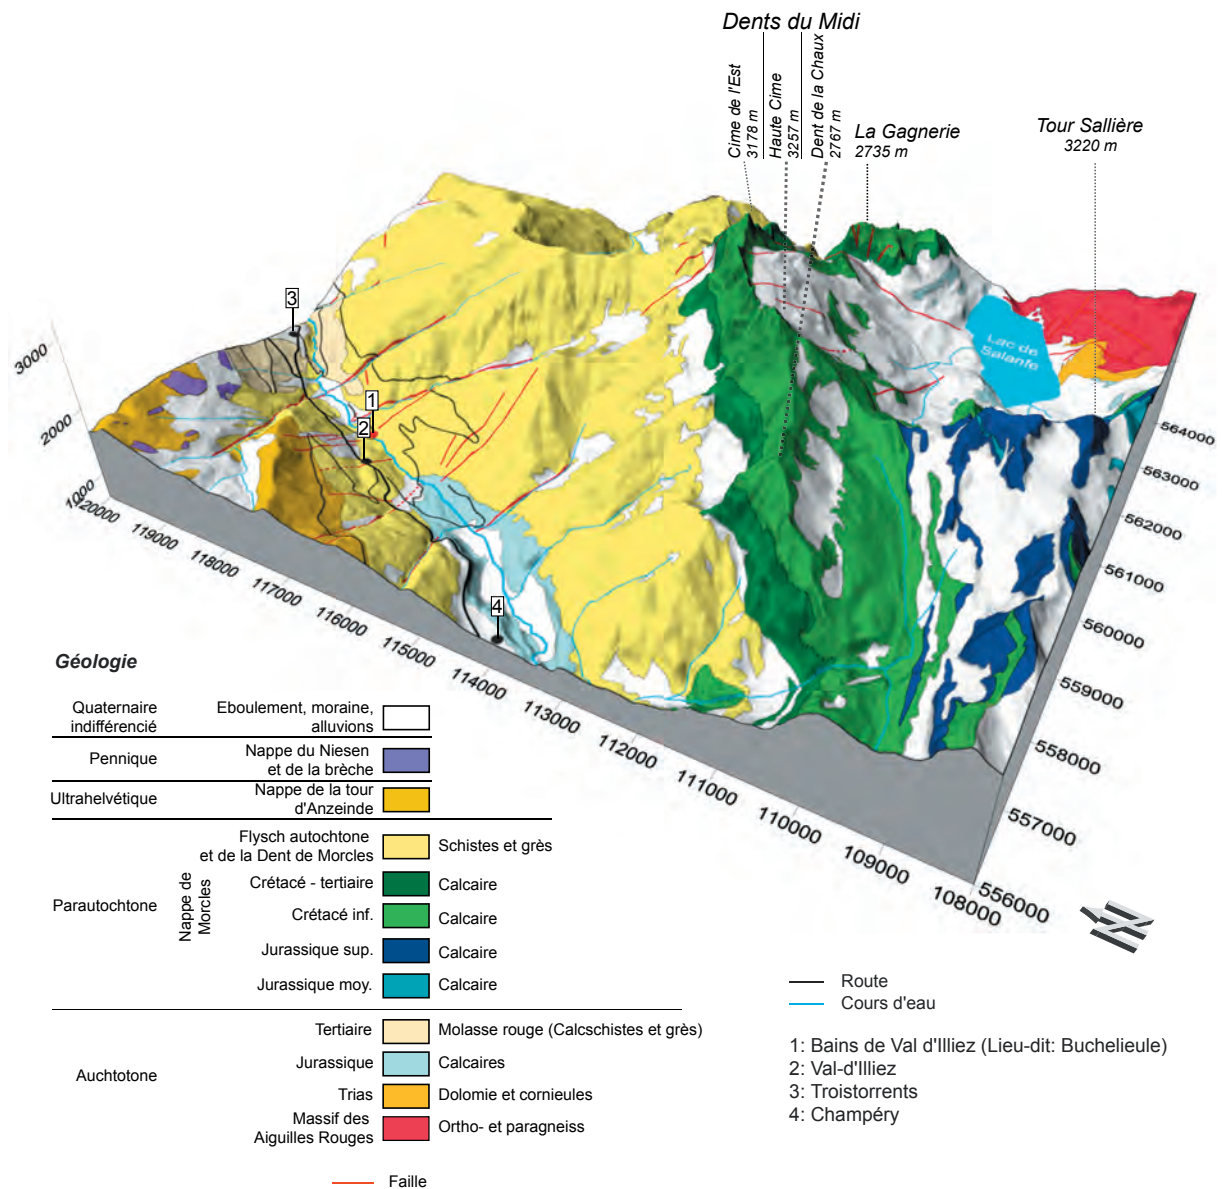 Dents du Midi
Cime de l'Est
3178 m
Haute Cime
3257 m
Dent de la Chaux
2767 m
La Gagnerie
2735 m
Tour Sallière
3220 m
Lac de
Salanfe
3
1
2
4
3000
2000
1000
120000
119000
118000
117000
116000
115000
114000
113000
112000
111000
110000
109000
108000
564000
563000
562000
561000
560000
559000
558000
557000
556000
N
Géologie
Quaternaire
indifférencié
Eboulement, moraine,
alluvions
Pennique
Nappe du Niesen
et de la brèche
Ultrahelvétique
Nappe de la tour
d'Anzeinde
Parautochtone
Nappe de
Morcles
Flysch autochtone
et de la Dent de Morcles
Schistes et grès
Crétacé - tertiaire
Calcaire
Crétacé inf.
Calcaire
Jurassique sup.
Calcaire
Jurassique moy.
Calcaire
Auchtotone
Tertiaire
Molasse rouge (Calcschistes et grès)
Jurassique
Calcaires
Trias
Dolomie et cornieules
Massif des
Aiguilles Rouges
Ortho- et paragneiss
Faille
Route
Cours d'eau
1: Bains de Val d'Illiez (Lieu-dit: Buchelieule)
2: Val-d'Illiez
3: Troistorrents
4: Champéry